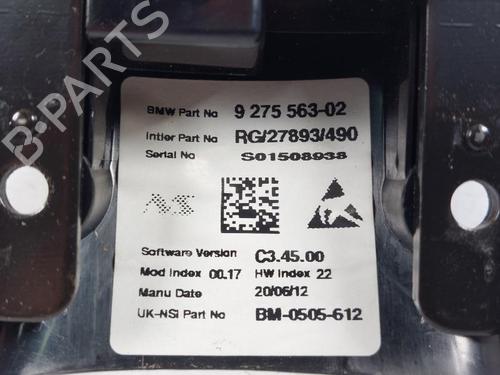 BMW Part No 9 275 563-02
Intier Part No RG/27893/490
Serial No S01508938
NS
Software Version C3.45.00
Mod Index 00.17 HW Index 22
Manu Date 20/06/12
UK-NSI Part No BM-0505-612